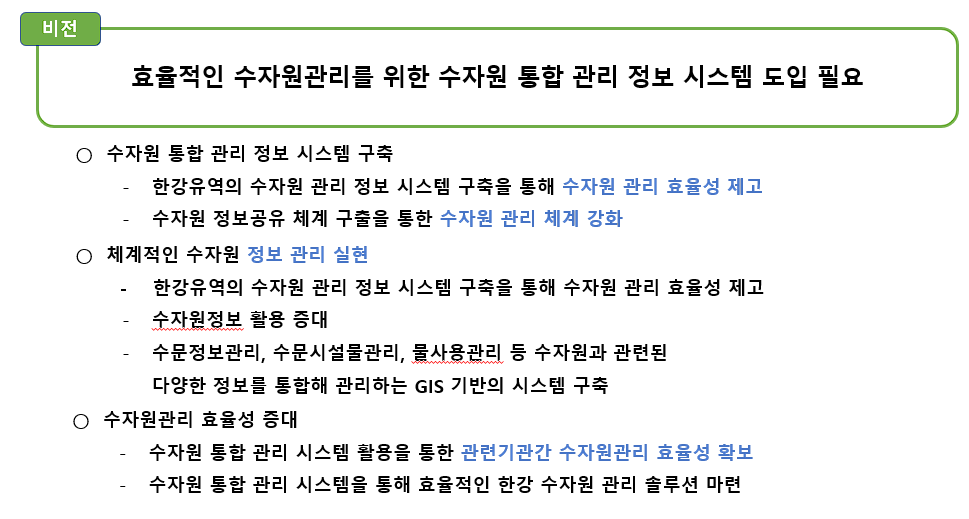 비전
효율적인 수자원관리를 위한 수자원 통합 관리 정보 시스템 도입 필요
○ 수자원 통합 관리 정보 시스템 구축
- 한강유역의 수자원 관리 정보 시스템 구축을 통해 수자원 관리 효율성 제고
- 수자원 정보공유 체계 구출을 통한 수자원 관리 체계 강화
○ 체계적인 수자원 정보 관리 실현
- 한강유역의 수자원 관리 정보 시스템 구축을 통해 수자원 관리 효율성 제고
- 수자원정보 활용 증대
- 수문정보관리, 수문시설물관리, 물사용관리 등 수자원과 관련된
다양한 정보를 통합해 관리하는 GIS 기반의 시스템 구축
○ 수자원관리 효율성 증대
- 수자원 통합 관리 시스템 활용을 통한 관련기관간 수자원관리 효율성 확보
- 수자원 통합 관리 시스템을 통해 효율적인 한강 수자원 관리 솔루션 마련